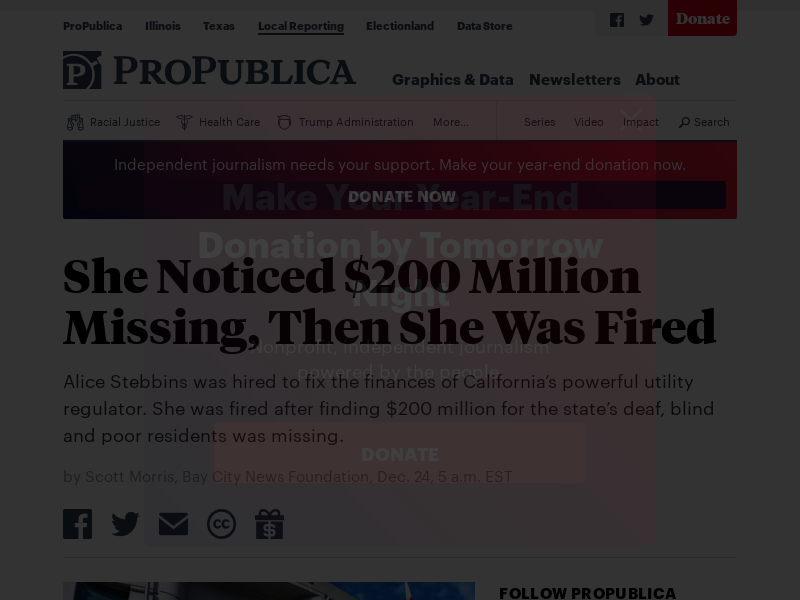 ProPublica Illinois Texas Local Reporting Electionland Data Store
Donate
PROPUBLICA
Graphics & Data Newsletters About
Racial Justice Health Care Trump Administration More... Series Video Impact Search
Independent journalism needs your support. Make your year-end donation now.
DONATE NOW
Make Your Year-End
Donation by Tomorrow
Night
Nonprofit, independent journalism
powered by the people.
DONATE
She Noticed $200 Million
Missing, Then She Was Fired
Alice Stebbins was hired to fix the finances of California’s powerful utility
regulator. She was fired after finding $200 million for the state’s deaf, blind
and poor residents was missing.
by Scott Morris, Bay City News Foundation, Dec. 24, 5 a.m. EST
FOLLOW PROPUBLICA